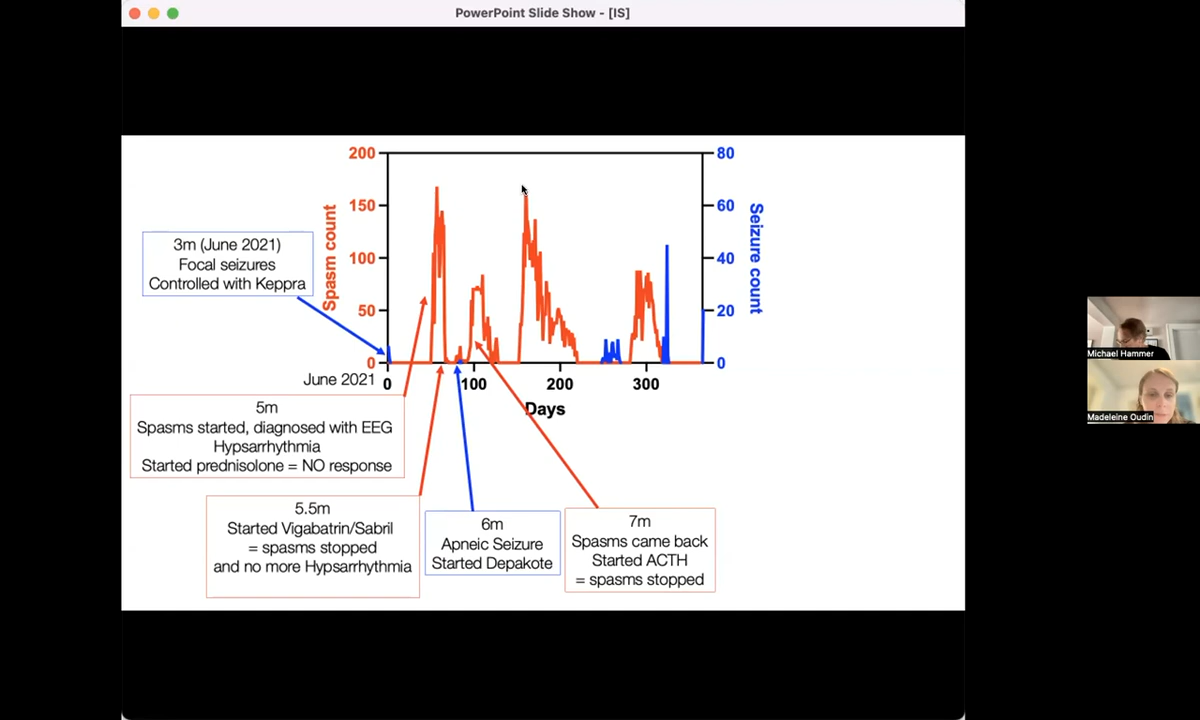 PowerPoint Slide Show - [IS]
200
150
100
50
0
Spasm count
80
60
40
20
0
Seizure count
June 2021
0
100
200
300
Days
3m (June 2021)
Focal seizures
Controlled with Keppra
5m
Spasms started, diagnosed with EEG
Hypsarrhythmia
Started prednisolone = NO response
5.5m
Started Vigabatrin/Sabril
= spasms stopped
and no more Hypsarrhythmia
6m
Apneic Seizure
Started Depakote
7m
Spasms came back
Started ACTH
= spasms stopped
Michael Hammer
Madeleine Oudin